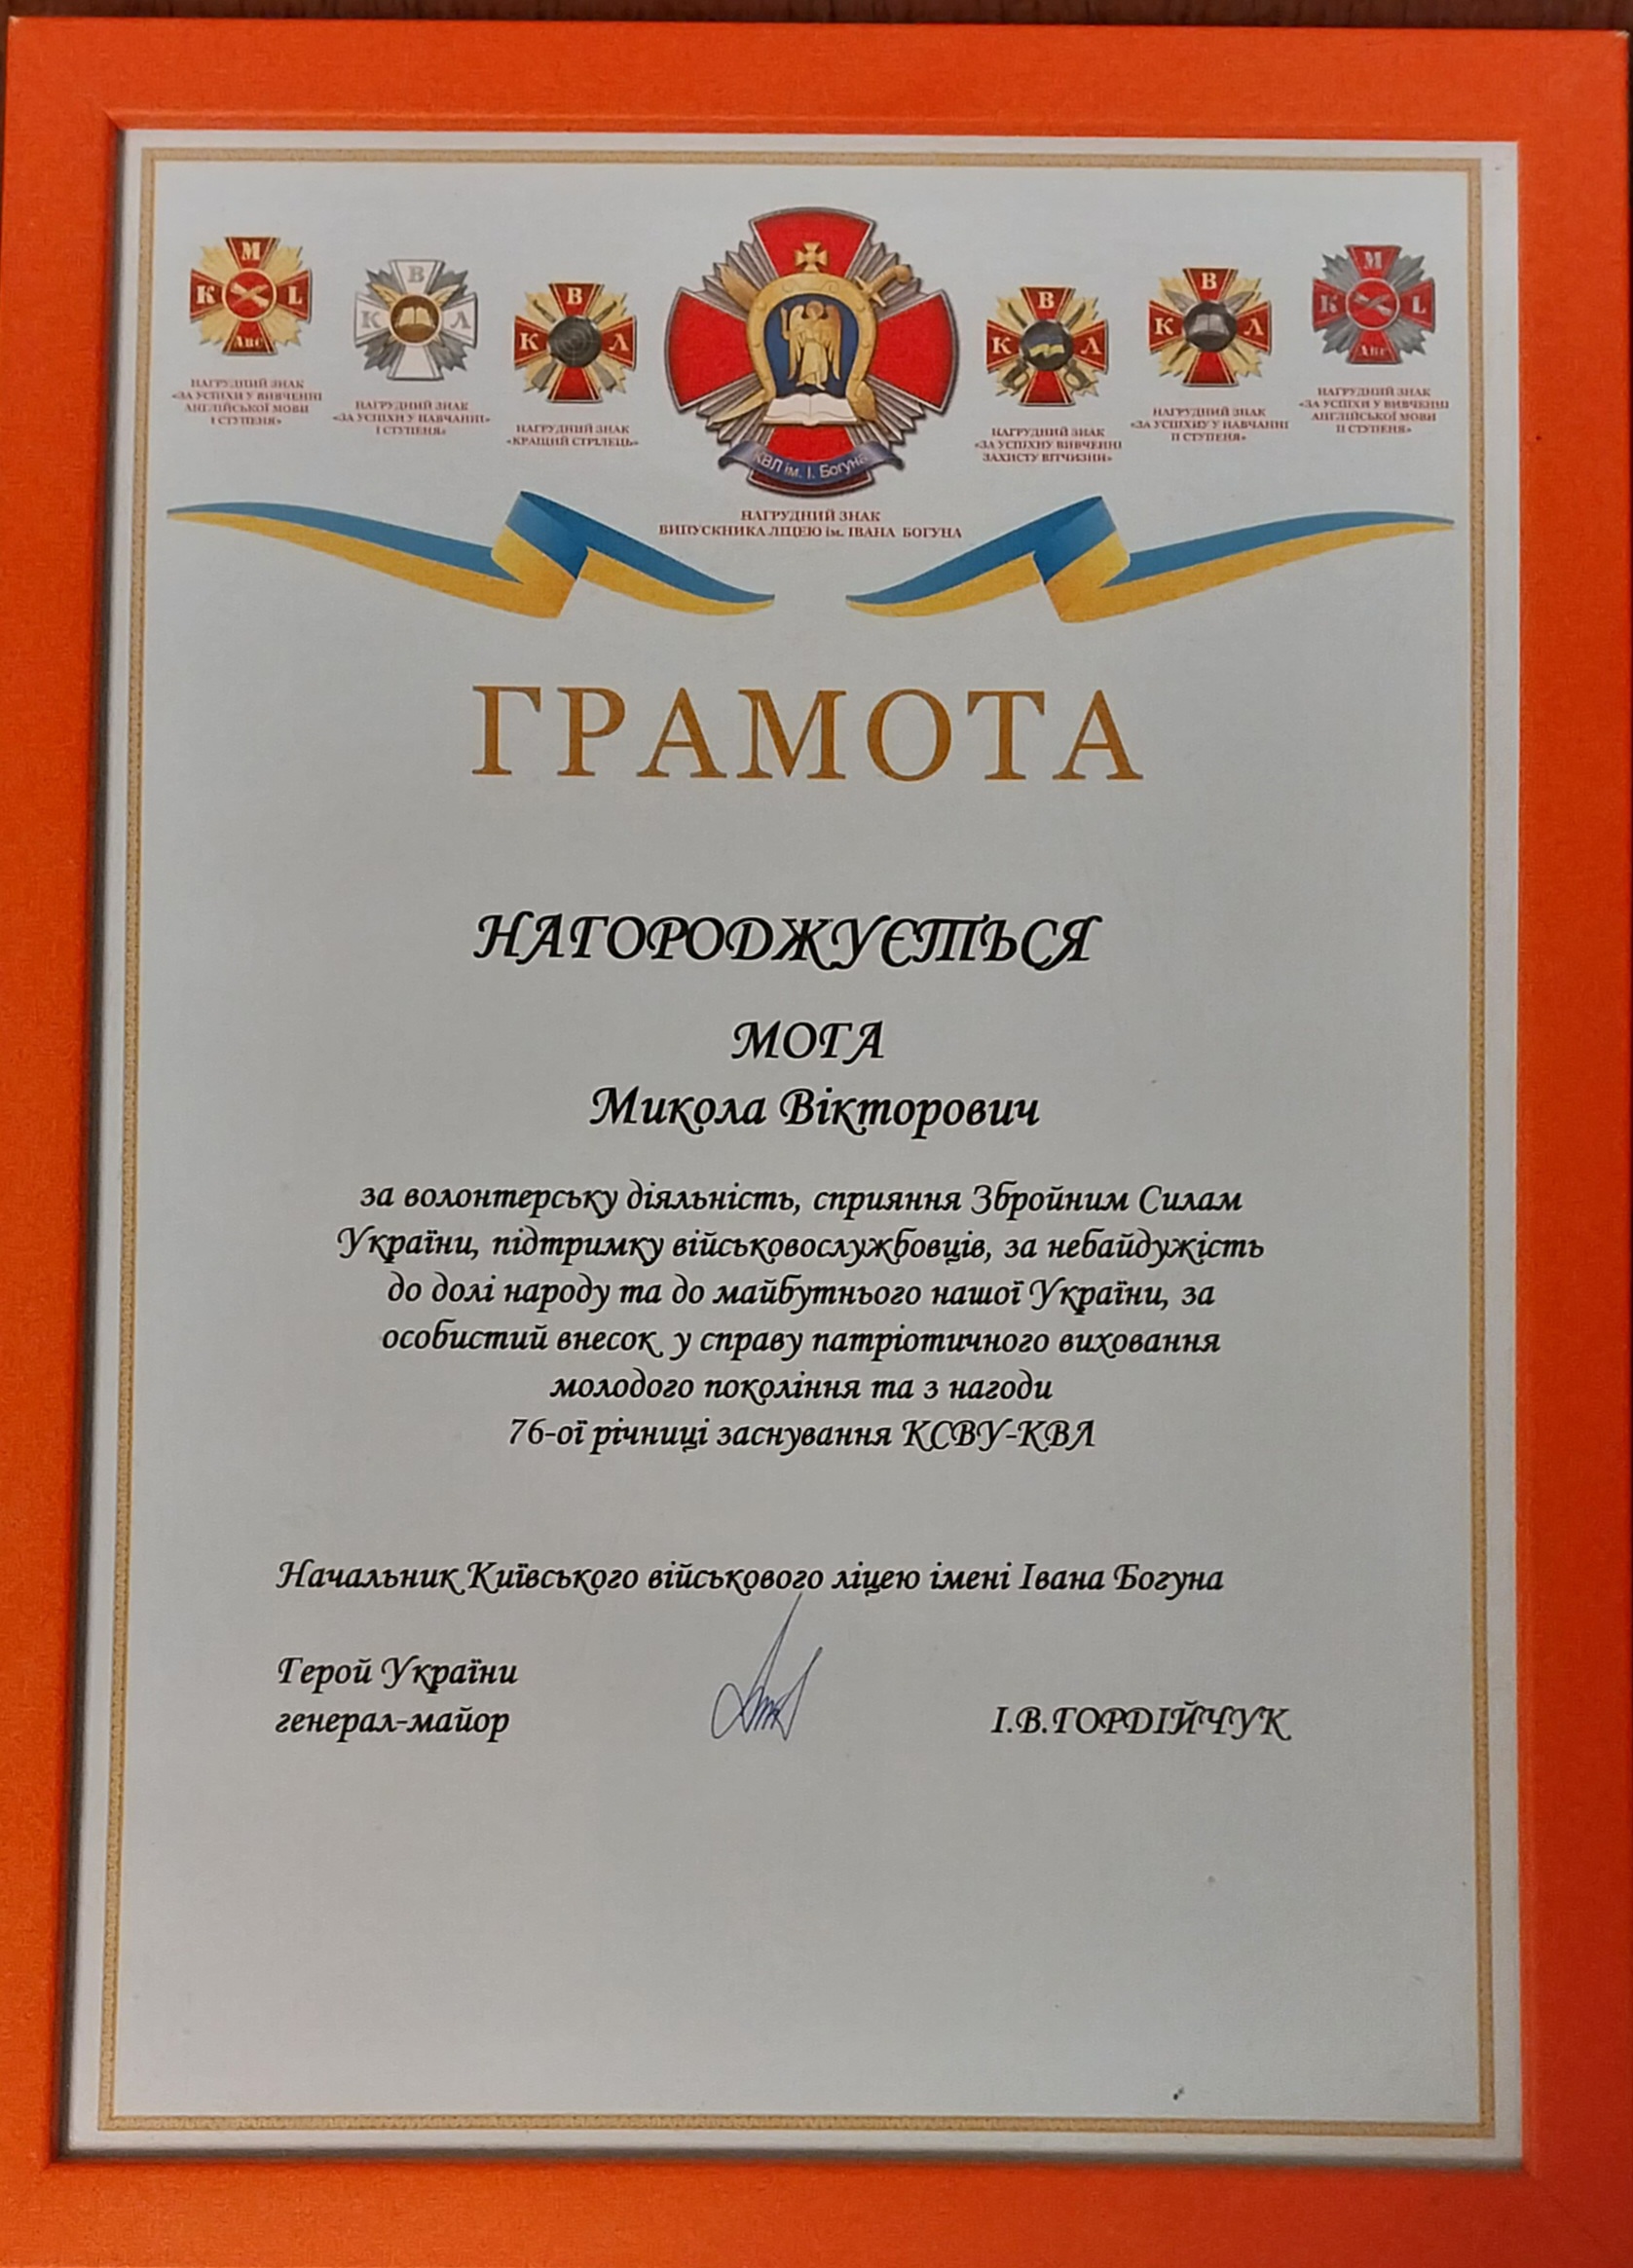 М
К L
Авс
НАГРУДНИЙ ЗНАК
«ЗА УСПІХИ У ВИВЧЕННІ
АНГЛІЙСЬКОЇ МОВИ
І СТУПЕНЯ»
В
К Л
НАГРУДНИЙ ЗНАК
«ЗА УСПІХИ У НАВЧАННІ»
І СТУПЕНЯ»
В
К Л
НАГРУДНИЙ ЗНАК
«КРАЩИЙ СТРІЛЕЦЬ»
КВЛ ім. І. Богуна
НАГРУДНИЙ ЗНАК
ВИПУСКНИКА ЛІЦЕЮ ім. ІВАНА БОГУНА
В
К Л
НАГРУДНИЙ ЗНАК
«ЗА УСПІХИУ ВИВЧЕННІ
ЗАХИСТУ ВІТЧИЗНИ»
В
К Л
НАГРУДНИЙ ЗНАК
«ЗА УСПІХИУ У НАВЧАННІ
ІІ СТУПЕНЯ»
М
К L
Авс
НАГРУДНИЙ ЗНАК
«ЗА УСПІХИ У ВИВЧЕННІ
АНГЛІЙСЬКОЇ МОВИ
ІІ СТУПЕНЯ»
ГРАМОТА
НАГОРОДЖУЄТЬСЯ
МОГА
Микола Вікторович
за волонтерську діяльність, сприяння Збройним Силам
України, підтримку військовослужбовців, за небайдужість
до долі народу та до майбутнього нашої України, за
особистий внесок у справу патріотичного виховання
молодого покоління та з нагоди
76-ої річниці заснування КСВУ-КВЛ
Начальник Київського військового ліцею імені Івана Богуна
Герой України
генерал-майор І.В.ГОРДІЙЧУК